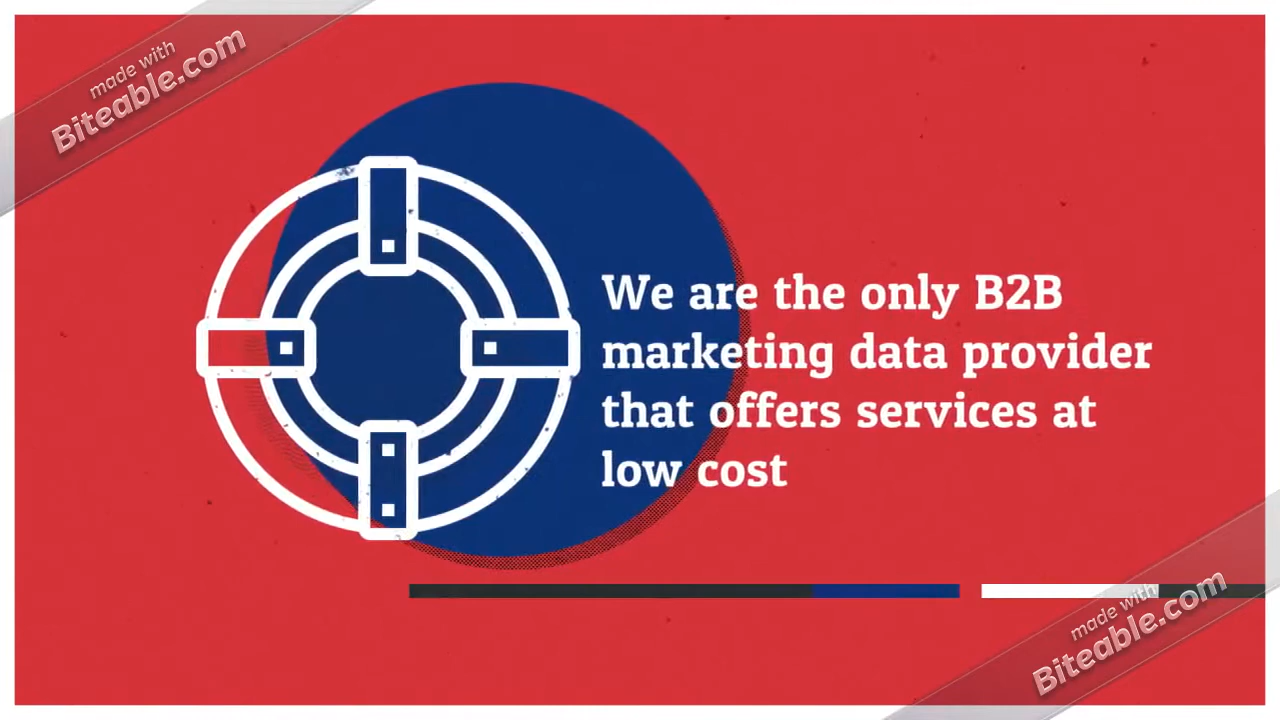 made with
Biteable.com
We are the only B2B
marketing data provider
that offers services at
low cost
made with
Biteable.com